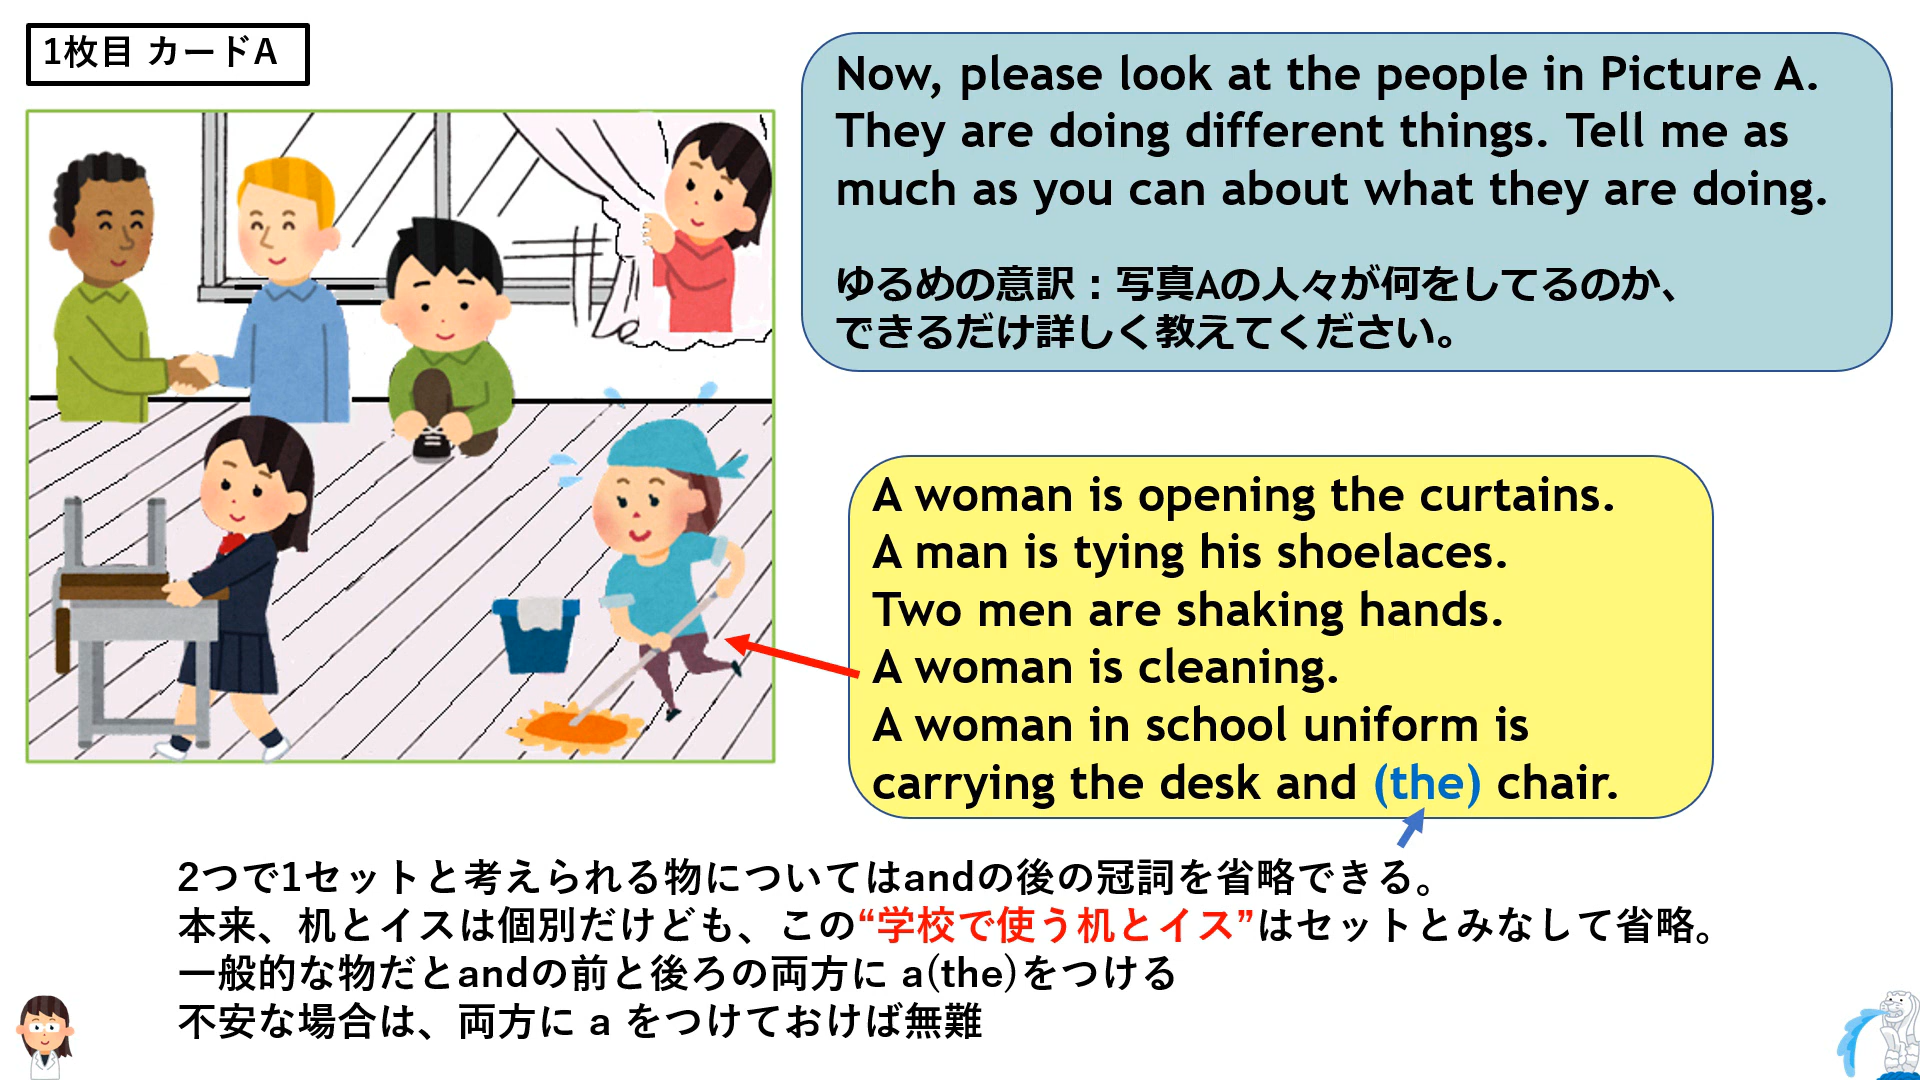 1枚目 カードA
Now, please look at the people in Picture A.
They are doing different things. Tell me as
much as you can about what they are doing.
ゆるめの意訳：写真Aの人々が何をしてるのか、
できるだけ詳しく教えてください。
A woman is opening the curtains.
A man is tying his shoelaces.
Two men are shaking hands.
A woman is cleaning.
A woman in school uniform is
carrying the desk and (the) chair.
2つで1セットと考えられる物についてはandの後の冠詞を省略できる。
本来、机とイスは個別だけども、この“学校で使う机とイス”はセットとみなして省略。
一般的な物だとandの前と後ろの両方に a(the)をつける
不安な場合は、両方に a をつけておけば無難